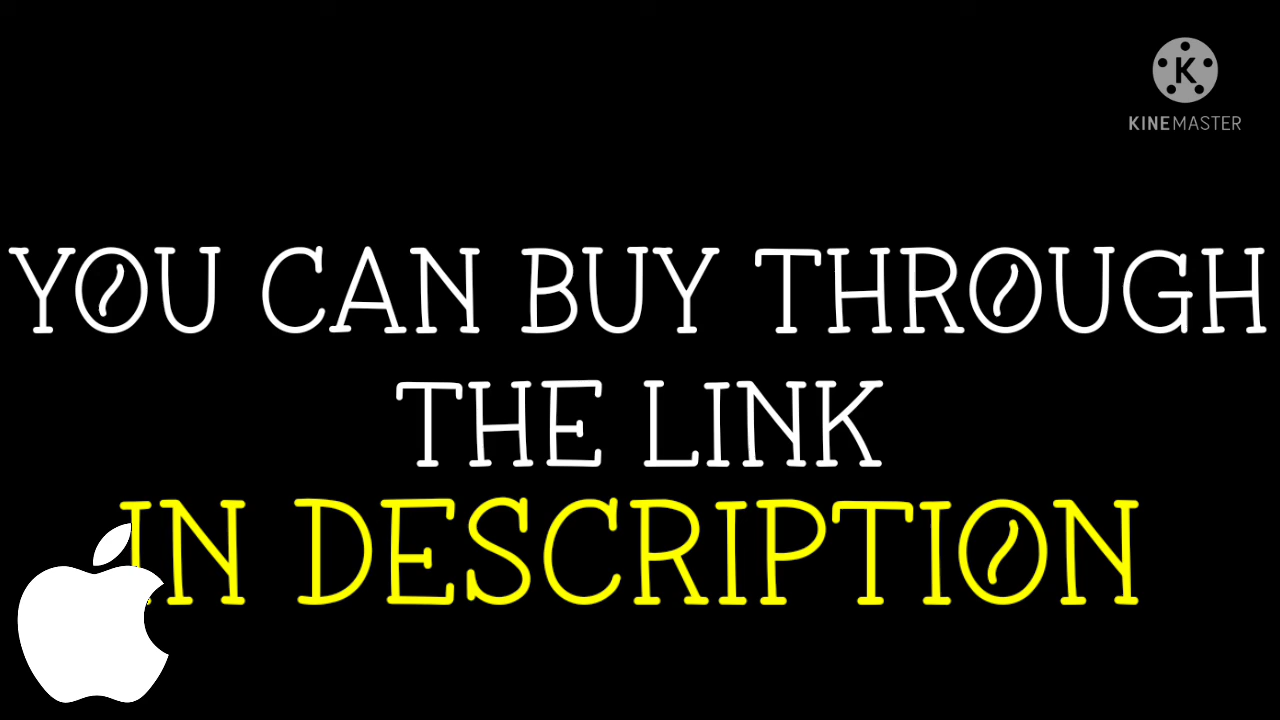 K
KINEMASTER
YOU CAN BUY THROUGH
THE LINK
IN DESCRIPTION